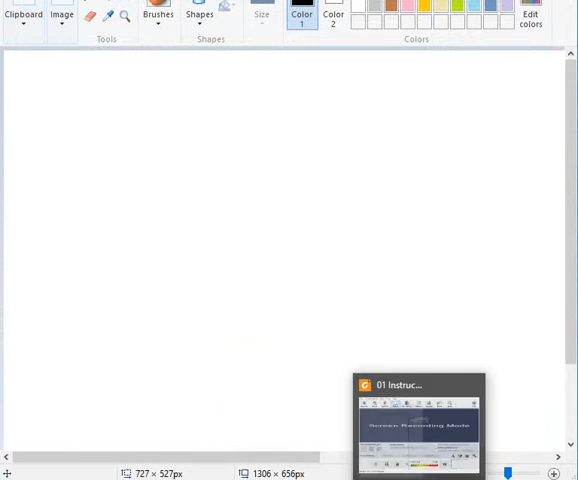 Clipboard
Image
Brushes
Shapes
Size
Color
1
Color
2
Edit
colors
Tools
Shapes
Colors
01 Instruc...
Screen Recording Mode
727 × 527px
1306 × 656px